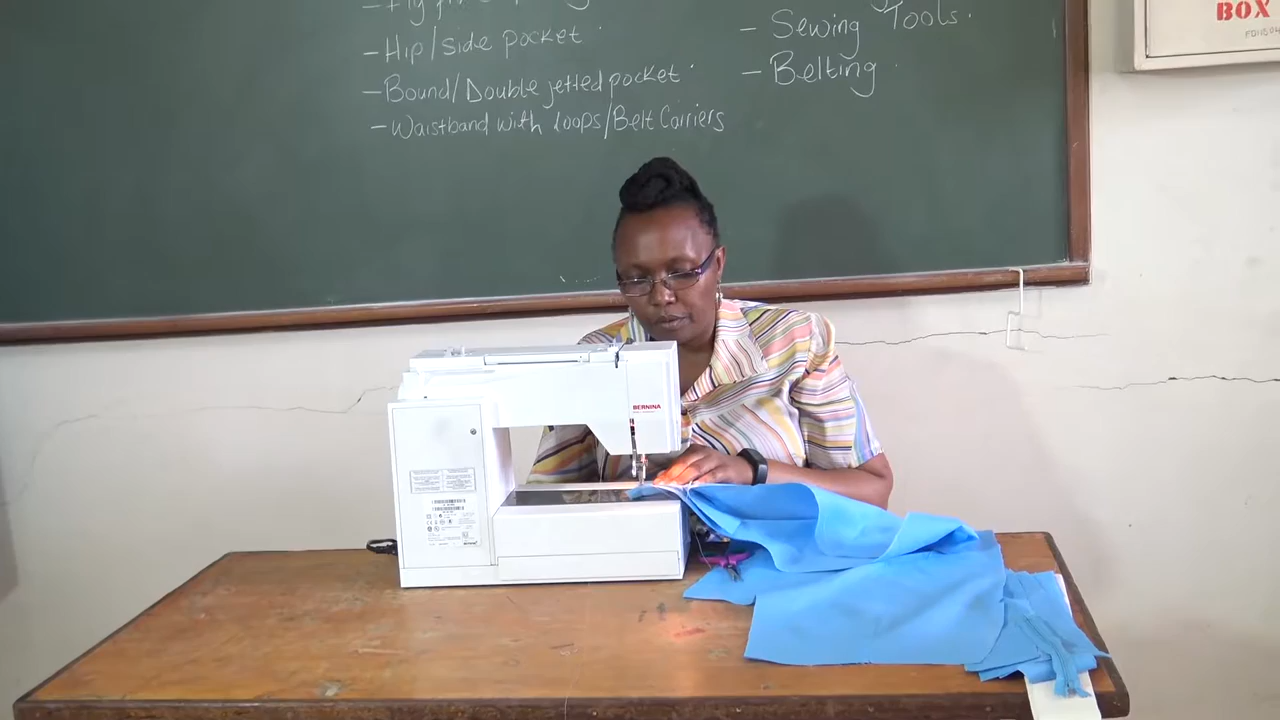 - Hip/side pocket
- Bound/Double jetted pocket
- Waistband with loops/Belt Carriers
- Sewing Tools.
- Belting
BOX
BERNINA